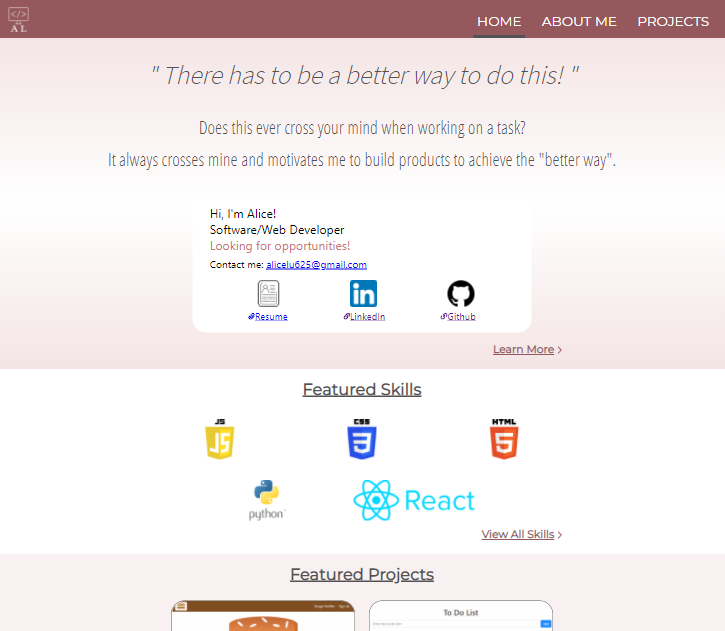 </>
A L
HOME ABOUT ME PROJECTS
" There has to be a better way to do this! "
Does this ever cross your mind when working on a task?
It always crosses mine and motivates me to build products to achieve the "better way".
Hi, I'm Alice!
Software/Web Developer
Looking for opportunities!
Contact me: alicelu625@gmail.com
Resume LinkedIn Github
Learn More >
Featured Skills
JS CSS HTML
JS 3 5
python React
View All Skills >
Featured Projects
To Do List